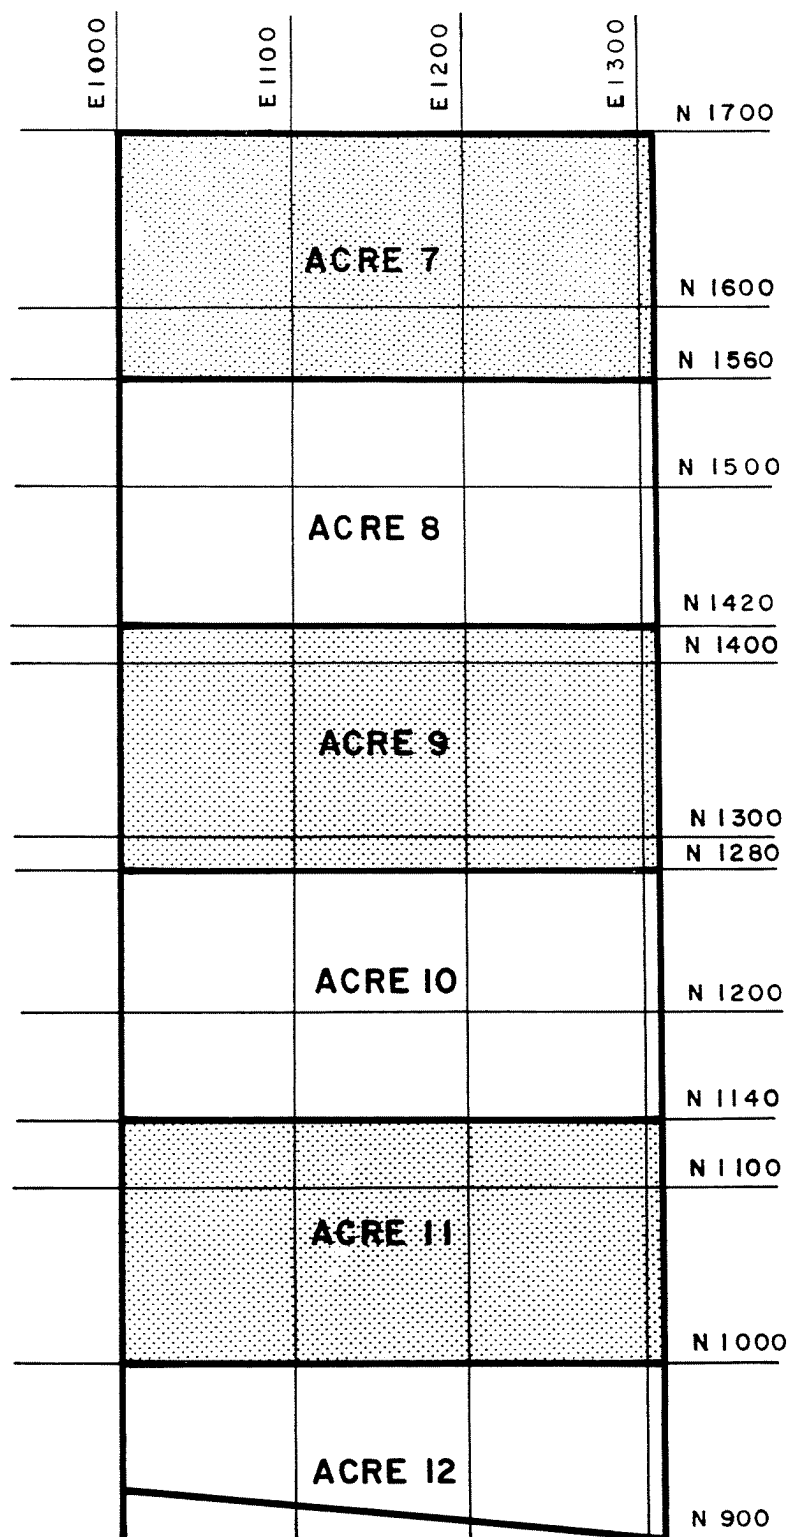 E1000
E1100
E1200
E1300
N 1700
ACRE 7
N 1600
N 1560
N 1500
ACRE 8
N 1420
N 1400
ACRE 9
N 1300
N 1280
ACRE 10
N 1200
N 1140
N 1100
ACRE 11
N 1000
ACRE 12
N 900